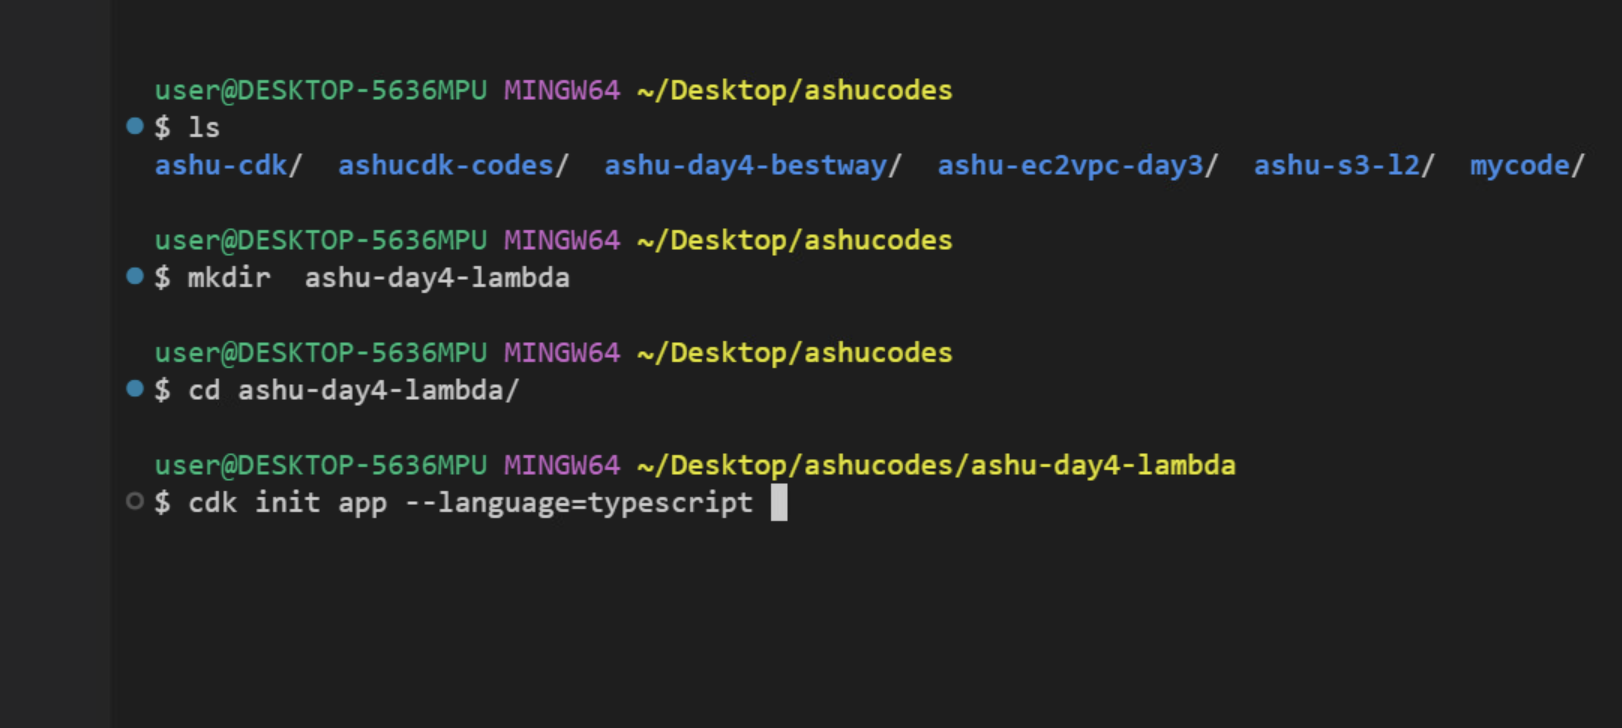 user@DESKTOP-5636MPU MINGW64 ~/Desktop/ashucodes
$ ls
ashu-cdk/  ashucdk-codes/  ashu-day4-bestway/  ashu-ec2vpc-day3/  ashu-s3-l2/  mycode/
user@DESKTOP-5636MPU MINGW64 ~/Desktop/ashucodes
$ mkdir  ashu-day4-lambda
user@DESKTOP-5636MPU MINGW64 ~/Desktop/ashucodes
$ cd ashu-day4-lambda/
user@DESKTOP-5636MPU MINGW64 ~/Desktop/ashucodes/ashu-day4-lambda
$ cdk init app --language=typescript